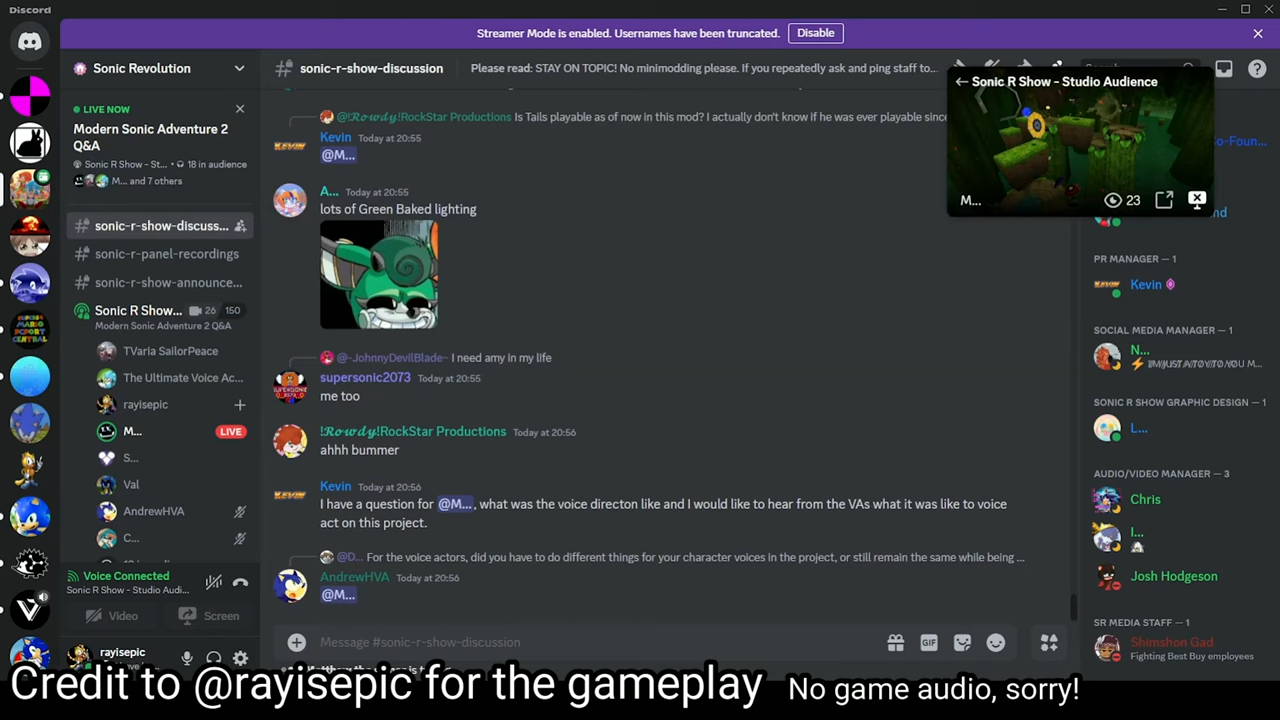 Discord
Streamer Mode is enabled. Usernames have been truncated.
Disable
Sonic Revolution
LIVE NOW
Modern Sonic Adventure 2
Q&A
Sonic R Show - St... • 18 in audience
M... and 7 others
sonic-r-show-discuss...
sonic-r-panel-recordings
sonic-r-show-announce...
Sonic R Show... 26 150
Modern Sonic Adventure 2 Q&A
TVaria SailorPeace
The Ultimate Voice Ac...
rayisepic
M... LIVE
S...
Val
AndrewHVA
C...
Voice Connected
Sonic R Show - Studio Audi...
Video
Screen
rayisepic
sonic-r-show-discussion
Please read: STAY ON TOPIC! No minimodding please. If you repeatedly ask and ping staff to...
@!𝓡𝓸𝔀𝓭𝔂!RockStar Productions Is Tails playable as of now in this mod? I actually don't know if he was ever playable since
Kevin Today at 20:55
@M...
A... Today at 20:55
lots of Green Baked lighting
@-JohnnyDevilBlade- I need amy in my life
supersonic2073 Today at 20:55
me too
!𝓡𝓸𝔀𝓭𝔂!RockStar Productions Today at 20:56
ahhh bummer
Kevin Today at 20:56
I have a question for @M..., what was the voice directon like and I would like to hear from the VAs what it was like to voice
act on this project.
@D... For the voice actors, did you have to do different things for your character voices in the project, or still remain the same while being ...
AndrewHVA Today at 20:56
@M...
Message #sonic-r-show-discussion
GIF
Sonic R Show - Studio Audience
M... 23
Co-Foun...
PR MANAGER — 1
Kevin
SOCIAL MEDIA MANAGER — 1
N...
SONIC R SHOW GRAPHIC DESIGN — 1
L...
AUDIO/VIDEO MANAGER — 3
Chris
I...
Josh Hodgeson
SR MEDIA STAFF — 1
Shimshon Gad
Fighting Best Buy employees
Credit to @rayisepic for the gameplay
No game audio, sorry!